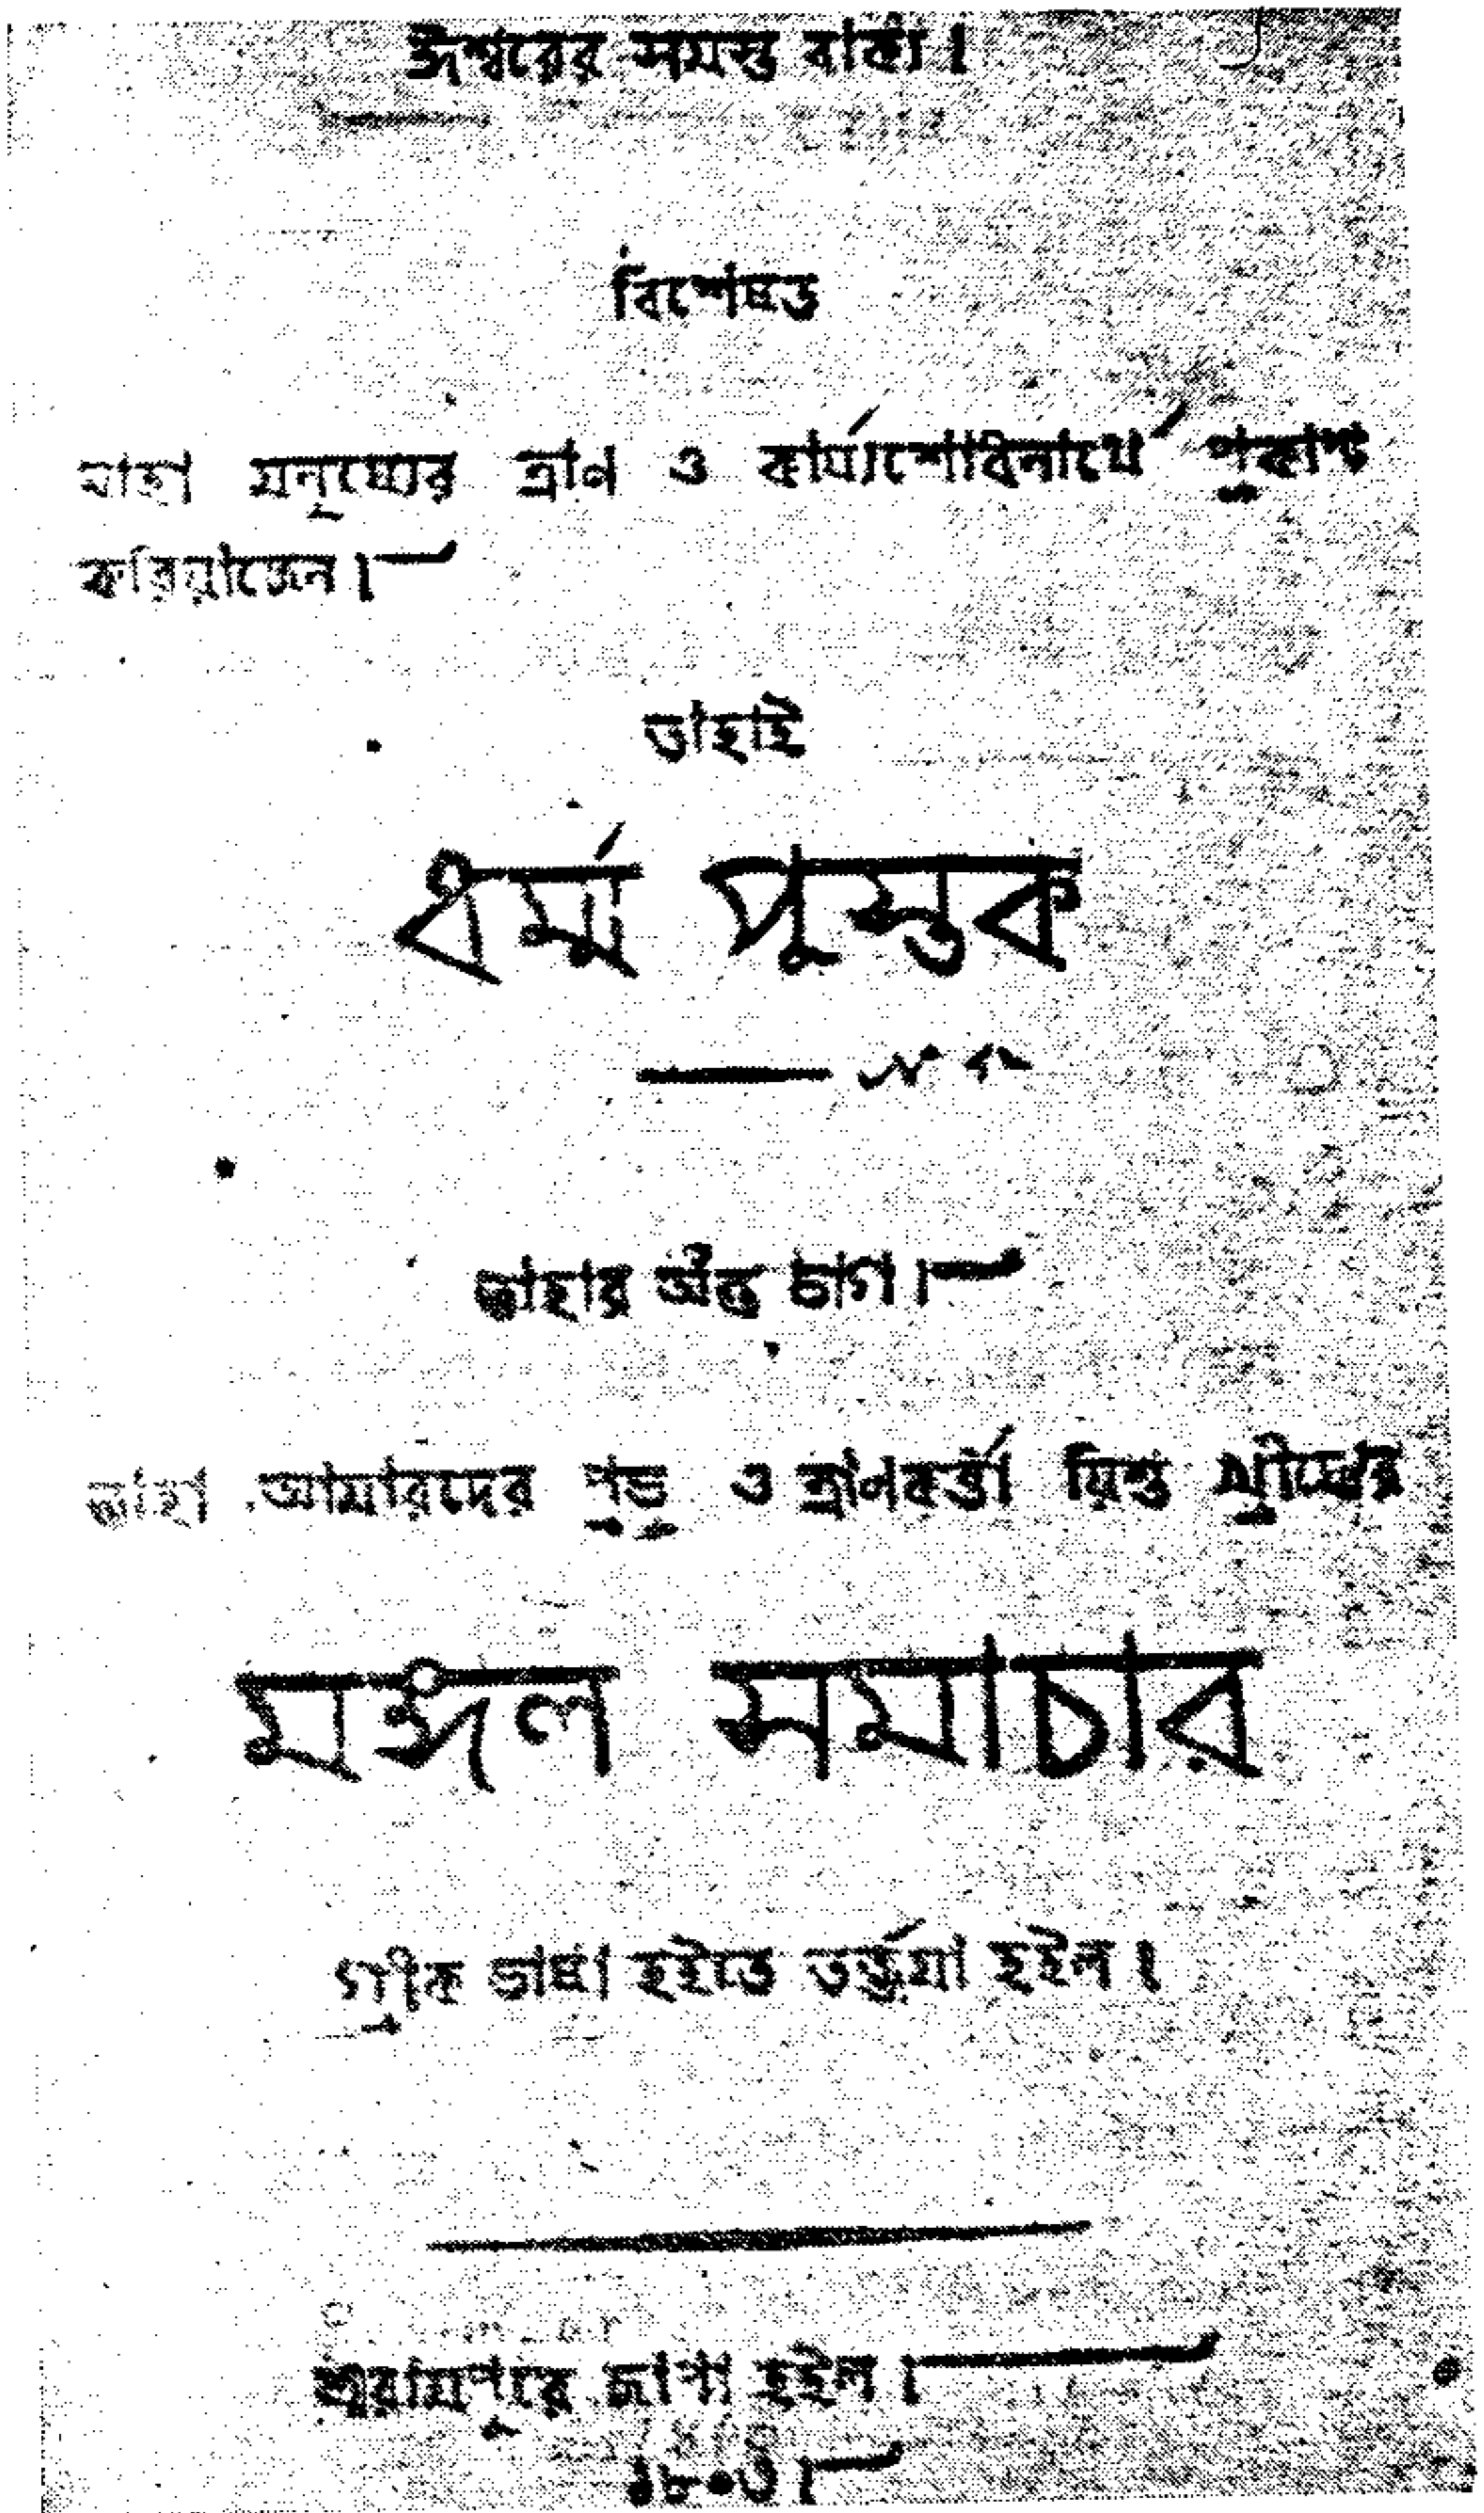 ঈশ্বরের সমস্ত বাক্য।
বিশেষত
যাহা মনুষ্যের ত্রাণ ও কার্য্যশোধনার্থে প্রকাশ
করিয়াছেন।
তাহাই
ধর্ম্ম পুস্তক
তাহার অন্ত ভাগ।
তাহা আমারদের প্রভু ও ত্রাণকর্ত্তা য়িশু খ্রীষ্টের
মঙ্গল সমাচার
গ্রীক ভাষা হইতে তর্জ্জমা হইল।
শ্রীরামপুরে ছাপা হইল।